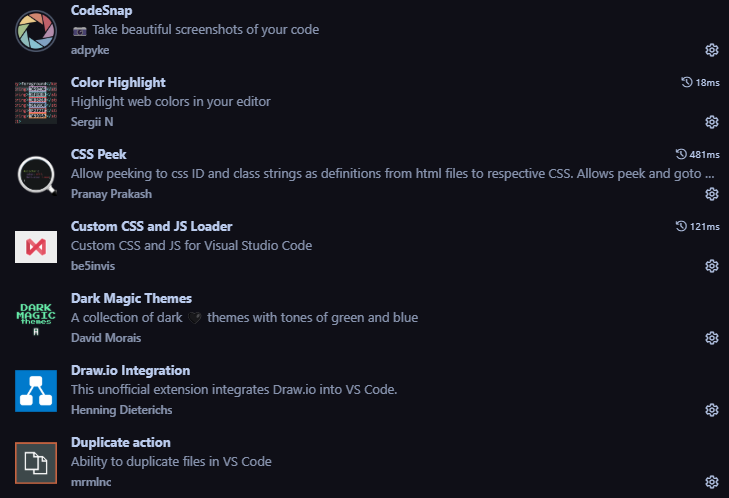 CodeSnap
📷 Take beautiful screenshots of your code
adpyke
Color Highlight
18ms
Highlight web colors in your editor
Sergii N
CSS Peek
481ms
Allow peeking to css ID and class strings as definitions from html files to respective CSS. Allows peek and goto ...
Pranay Prakash
Custom CSS and JS Loader
121ms
Custom CSS and JS for Visual Studio Code
be5invis
DARK
MAGIC
themes
Dark Magic Themes
A collection of dark 🖤 themes with tones of green and blue
David Morais
Draw.io Integration
This unofficial extension integrates Draw.io into VS Code.
Henning Dieterichs
Duplicate action
Ability to duplicate files in VS Code
mrmlnc